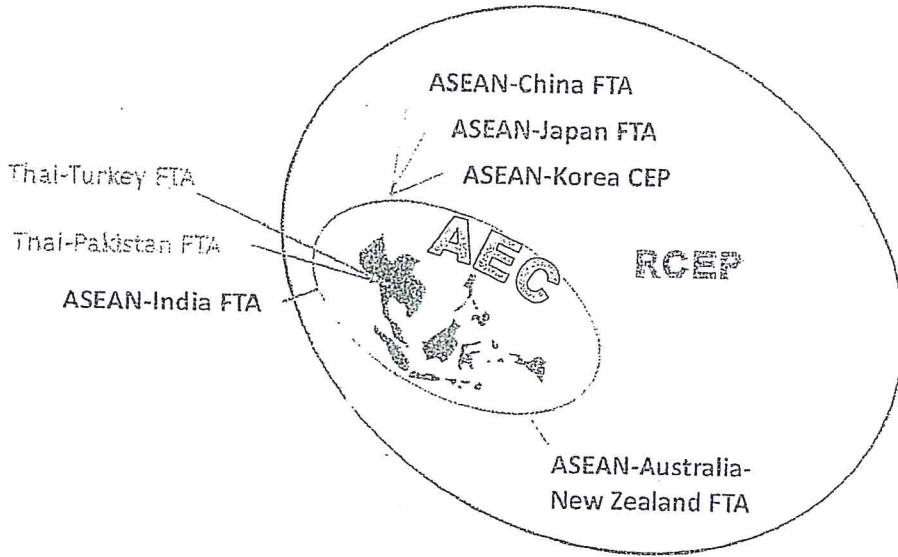 ASEAN-China FTA
ASEAN-Japan FTA
ASEAN-Korea CEP
Thai-Turkey FTA
Thai-Pakistan FTA
ASEAN-India FTA
AEC
RCEP
ASEAN-Australia-
New Zealand FTA